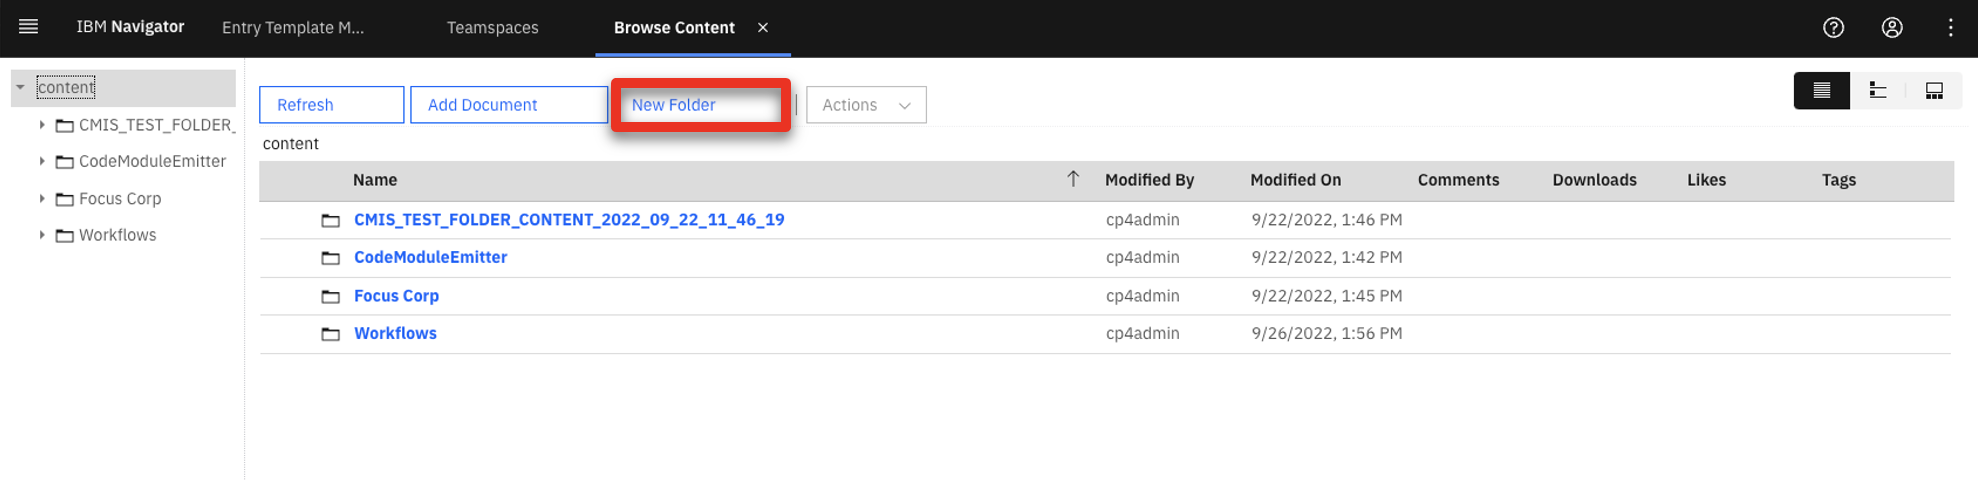 IBM Navigator Entry Template M... Teamspaces Browse Content
content
CMIS_TEST_FOLDER_
CodeModuleEmitter
Focus Corp
Workflows
Refresh Add Document New Folder Actions
content
Name Modified By Modified On Comments Downloads Likes Tags
CMIS_TEST_FOLDER_CONTENT_2022_09_22_11_46_19 cp4admin 9/22/2022, 1:46 PM
CodeModuleEmitter cp4admin 9/22/2022, 1:42 PM
Focus Corp cp4admin 9/22/2022, 1:45 PM
Workflows cp4admin 9/26/2022, 1:56 PM